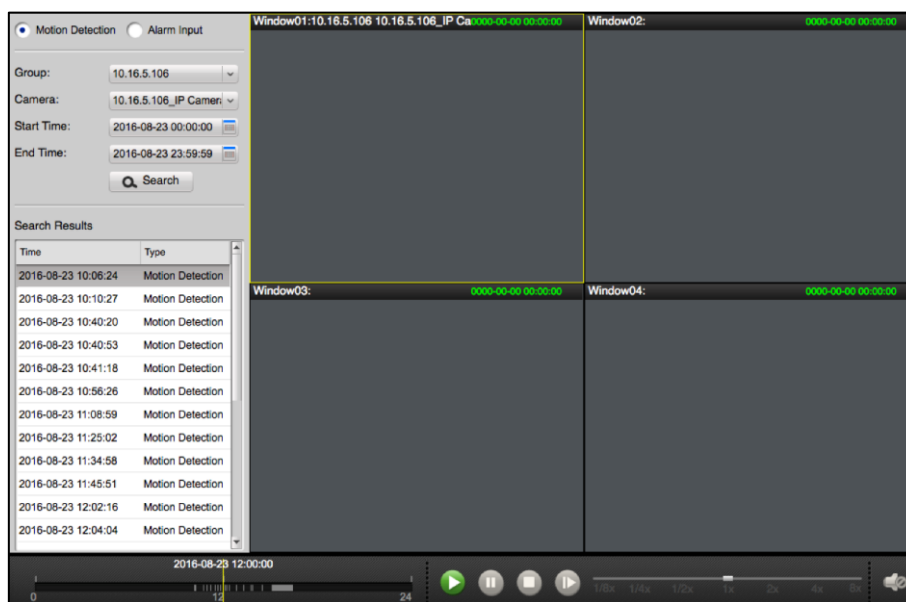 Motion Detection Alarm Input
Group: 10.16.5.106
Camera: 10.16.5.106_IP Camer
Start Time: 2016-08-23 00:00:00
End Time: 2016-08-23 23:59:59
Search
Search Results
Time Type
2016-08-23 10:06:24 Motion Detection
2016-08-23 10:10:27 Motion Detection
2016-08-23 10:40:20 Motion Detection
2016-08-23 10:40:53 Motion Detection
2016-08-23 10:41:18 Motion Detection
2016-08-23 10:56:26 Motion Detection
2016-08-23 11:08:59 Motion Detection
2016-08-23 11:25:02 Motion Detection
2016-08-23 11:34:58 Motion Detection
2016-08-23 11:45:51 Motion Detection
2016-08-23 12:02:16 Motion Detection
2016-08-23 12:04:04 Motion Detection
Window01:10.16.5.106 10.16.5.106_IP Ca 0000-00-00 00:00:00
Window02: 0000-00-00 00:00:00
Window03: 0000-00-00 00:00:00
Window04: 0000-00-00 00:00:00
2016-08-23 12:00:00
0 12 24
1/8x 1/4x 1/2x 1x 2x 4x 8x